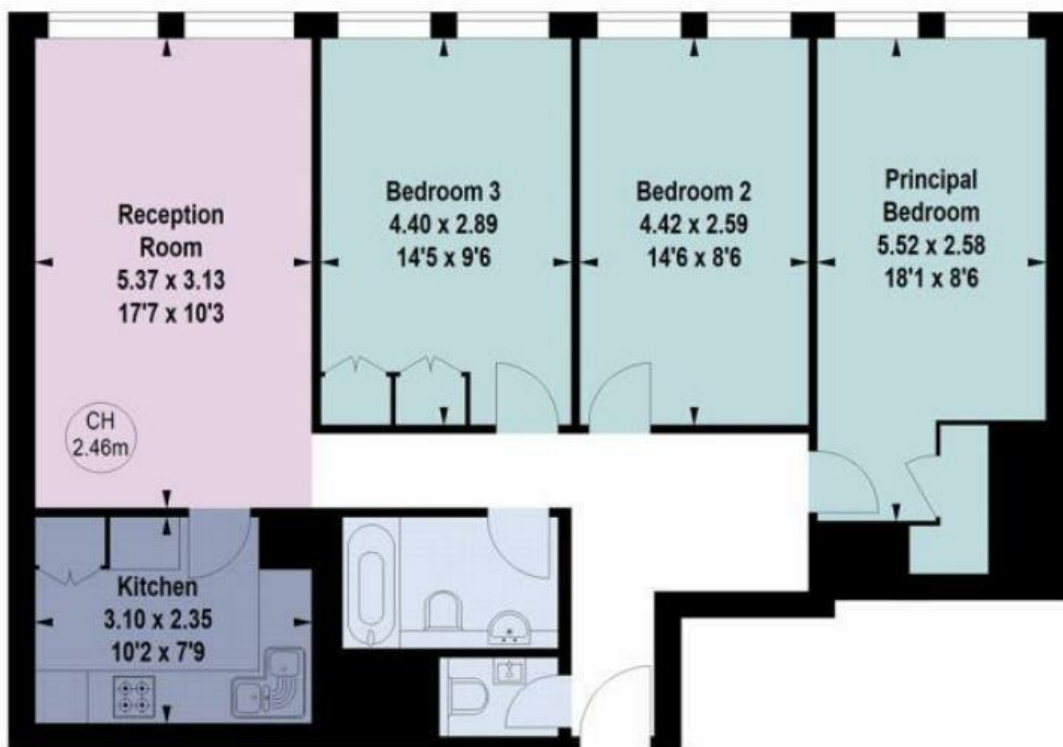 Reception
Room
5.37 x 3.13
17'7 x 10'3
CH
2.46m
Bedroom 3
4.40 x 2.89
14'5 x 9'6
Bedroom 2
4.42 x 2.59
14'6 x 8'6
Principal
Bedroom
5.52 x 2.58
18'1 x 8'6
Kitchen
3.10 x 2.35
10'2 x 7'9